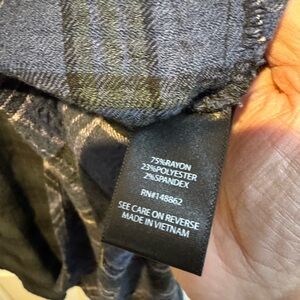 75%RAYON
23%POLYESTER
2%SPANDEX
RN#148862
SEE CARE ON REVERSE
MADE IN VIETNAM